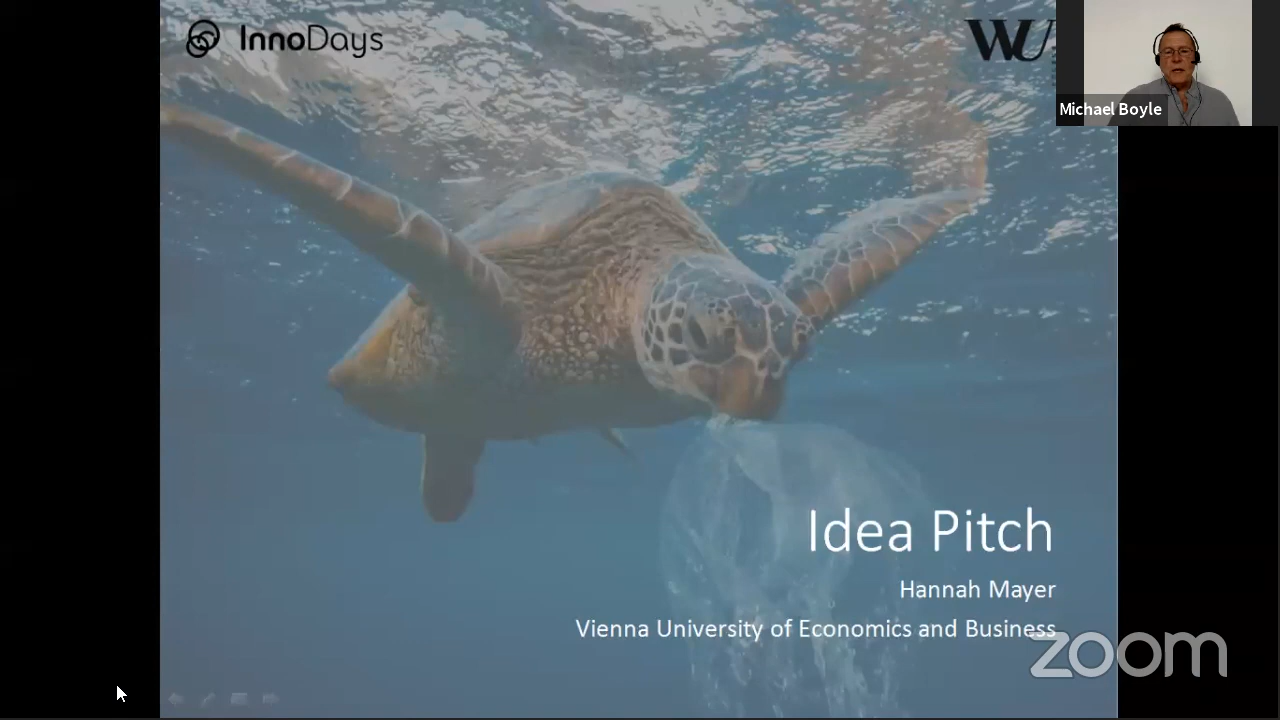 InnoDays
WU
Michael Boyle
Idea Pitch
Hannah Mayer
Vienna University of Economics and Business
zoom